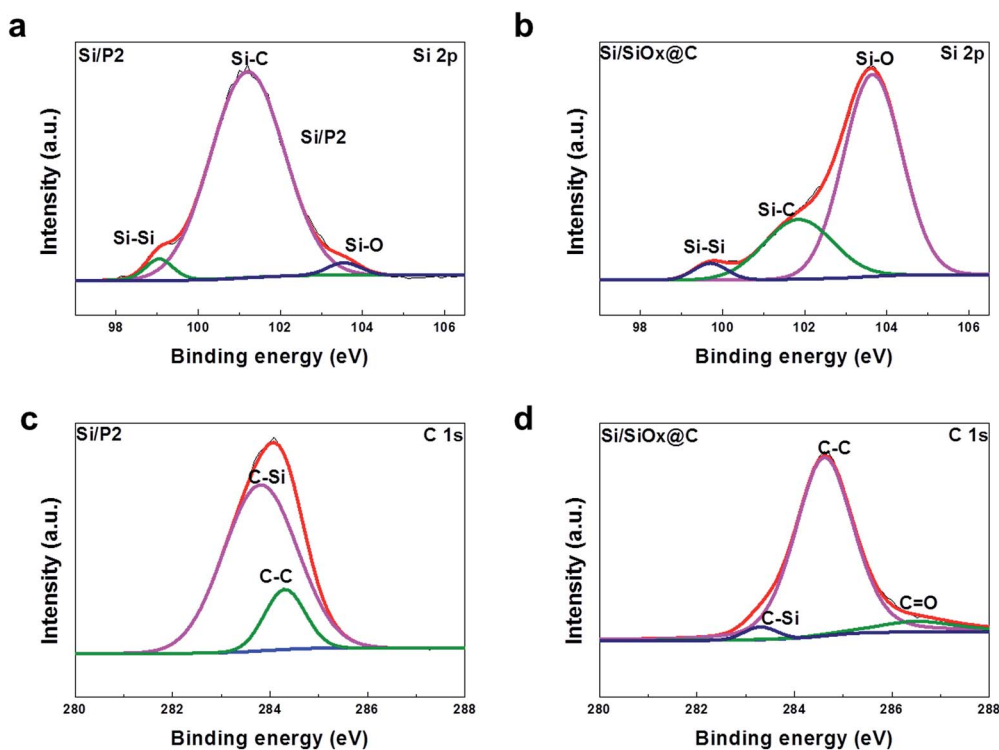 a
Si/P2
Si 2p
Si-C
Si/P2
Si-Si
Si-O
Intensity (a.u.)
98 100 102 104 106
Binding energy (eV)
b
Si/SiOx@C
Si 2p
Si-O
Si-C
Si-Si
Intensity (a.u.)
98 100 102 104 106
Binding energy (eV)
c
Si/P2
C 1s
C-Si
C-C
Intensity (a.u.)
280 282 284 286 288
Binding energy (eV)
d
Si/SiOx@C
C 1s
C-C
C=O
C-Si
Intensity (a.u.)
280 282 284 286 288
Binding energy (eV)